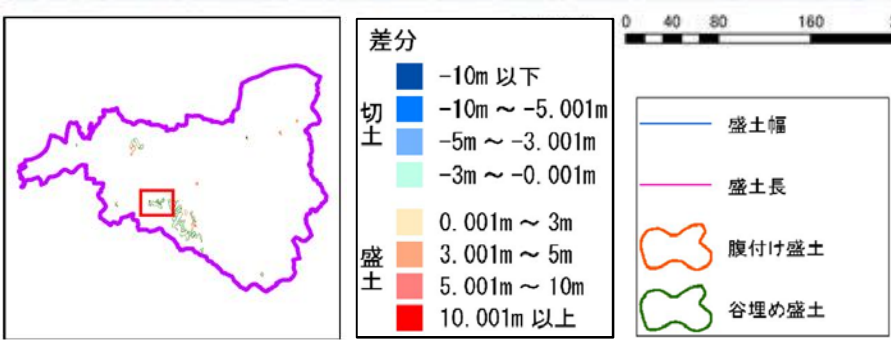 差分
切土
-10m 以下
-10m ～ -5.001m
-5m ～ -3.001m
-3m ～ -0.001m
盛土
0.001m ～ 3m
3.001m ～ 5m
5.001m ～ 10m
10.001m 以上
0 40 80 160
盛土幅
盛土長
腹付け盛土
谷埋め盛土